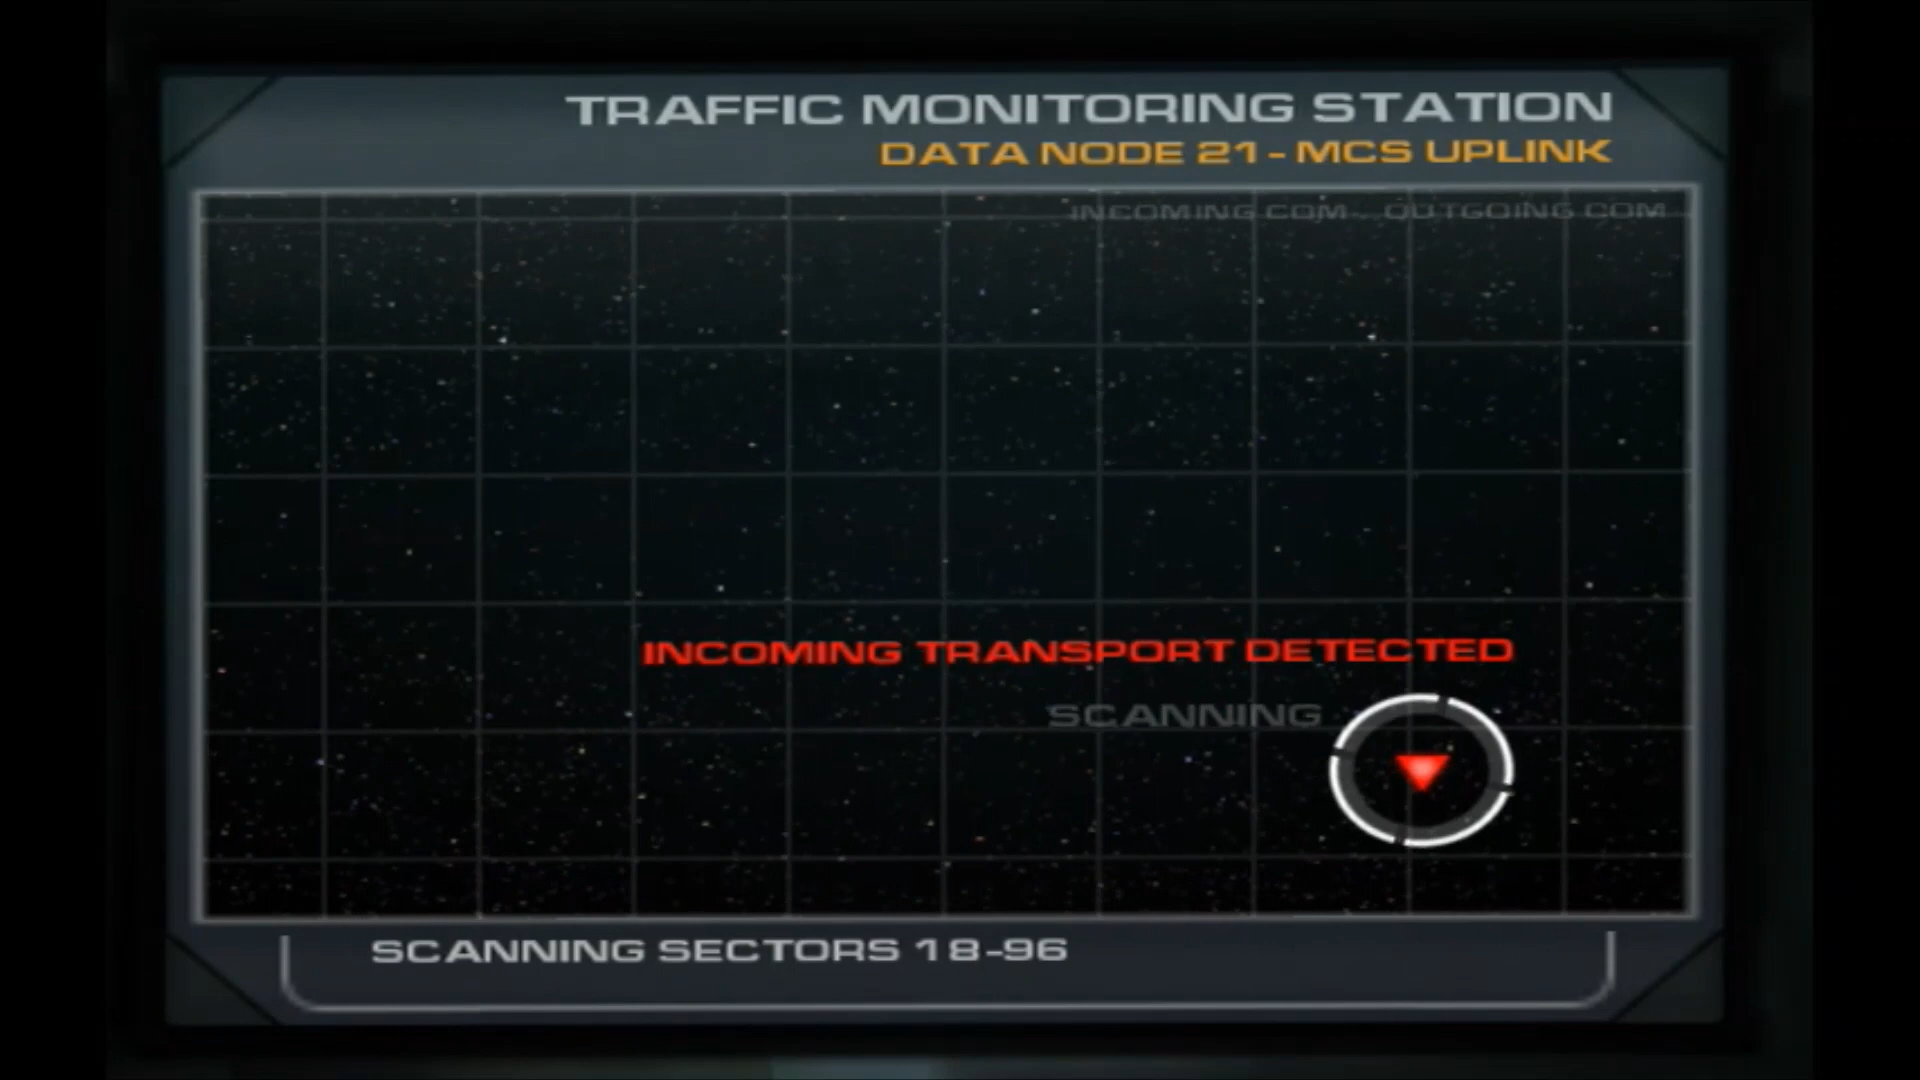 TRAFFIC MONITORING STATION
DATA NODE 21 - MCS UPLINK
INCOMING COM OUTGOING COM
INCOMING TRANSPORT DETECTED
SCANNING
SCANNING SECTORS 18-96